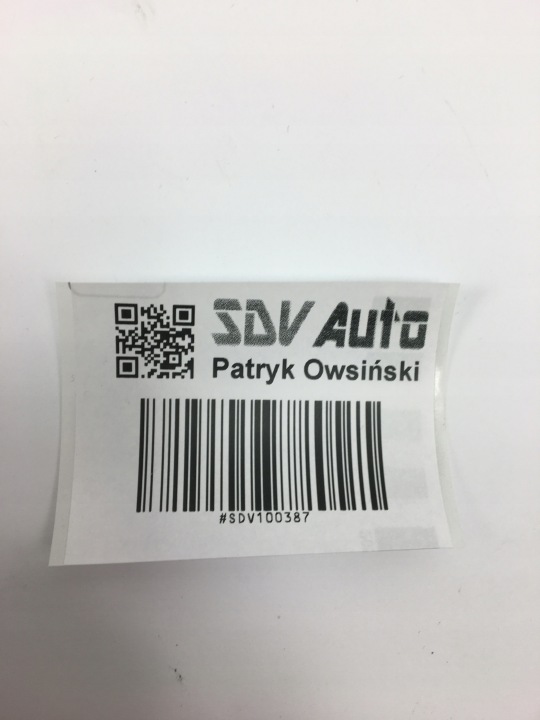 SDV Auto
Patryk Owsiński
#SDV100387